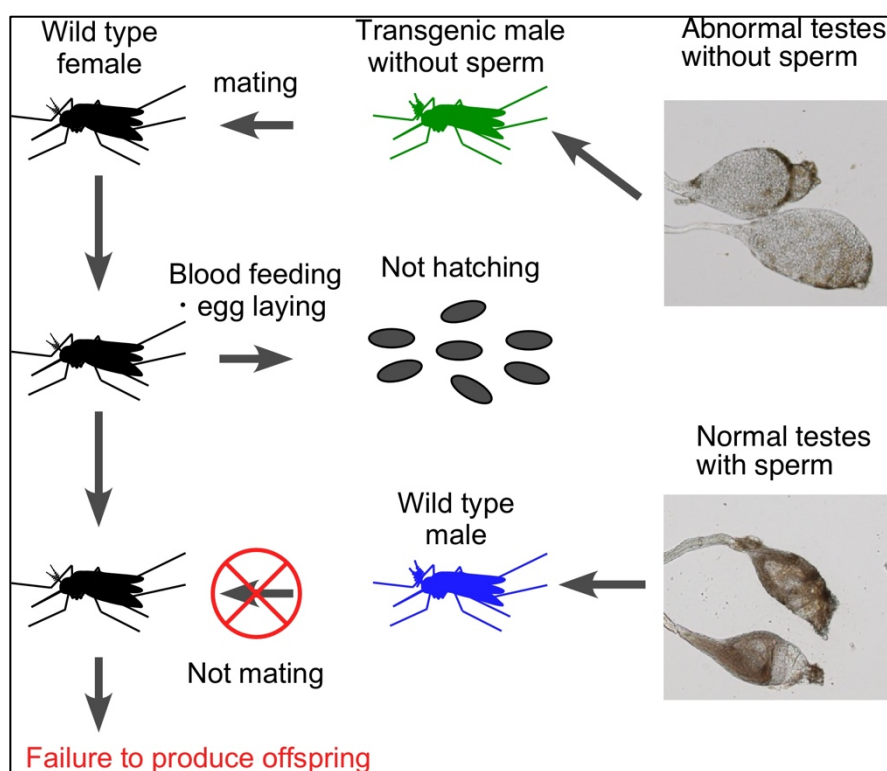 Wild type
female
mating
Transgenic male
without sperm
Abnormal testes
without sperm
Blood feeding
・egg laying
Not hatching
Normal testes
with sperm
Wild type
male
Not mating
Failure to produce offspring